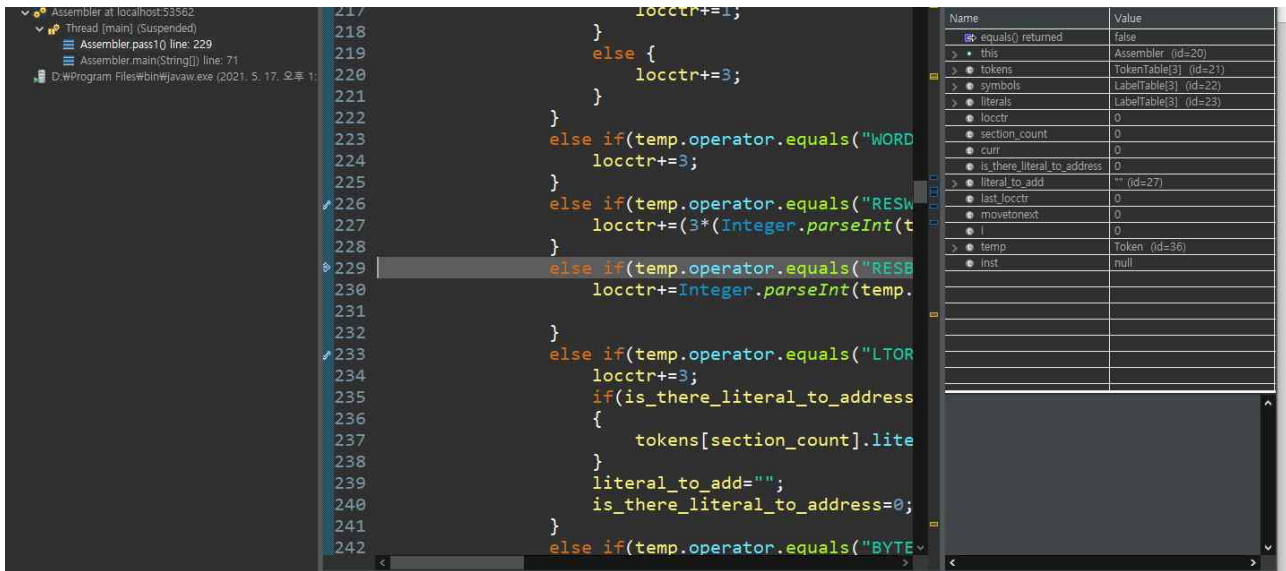 Assembler at localhost:53562
Thread [main] (Suspended)
Assembler.pass1() line: 229
Assembler.main(String[]) line: 71
D:₩Program Files₩bin₩javaw.exe (2021. 5. 17. 오후 1:
217 locctr+=1;
218 }
219 else {
220 locctr+=3;
221 }
222 }
223 else if(temp.operator.equals("WORD
224 locctr+=3;
225 }
226 else if(temp.operator.equals("RESW
227 locctr+=(3*(Integer.parseInt(t
228 }
229 else if(temp.operator.equals("RESB
230 locctr+=Integer.parseInt(temp.
231
232 }
233 else if(temp.operator.equals("LTOR
234 locctr+=3;
235 if(is_there_literal_to_address
236 {
237 tokens[section_count].lite
238 }
239 literal_to_add="";
240 is_there_literal_to_address=0;
241 }
242 else if(temp.operator.equals("BYTE
Name Value
equals() returned false
this Assembler (id=20)
tokens TokenTable[3] (id=21)
symbols LabelTable[3] (id=22)
literals LabelTable[3] (id=23)
locctr 0
section_count 0
curr 0
is_there_literal_to_address 0
literal_to_add "" (id=27)
last_locctr 0
movetonext 0
i 0
temp Token (id=36)
inst null